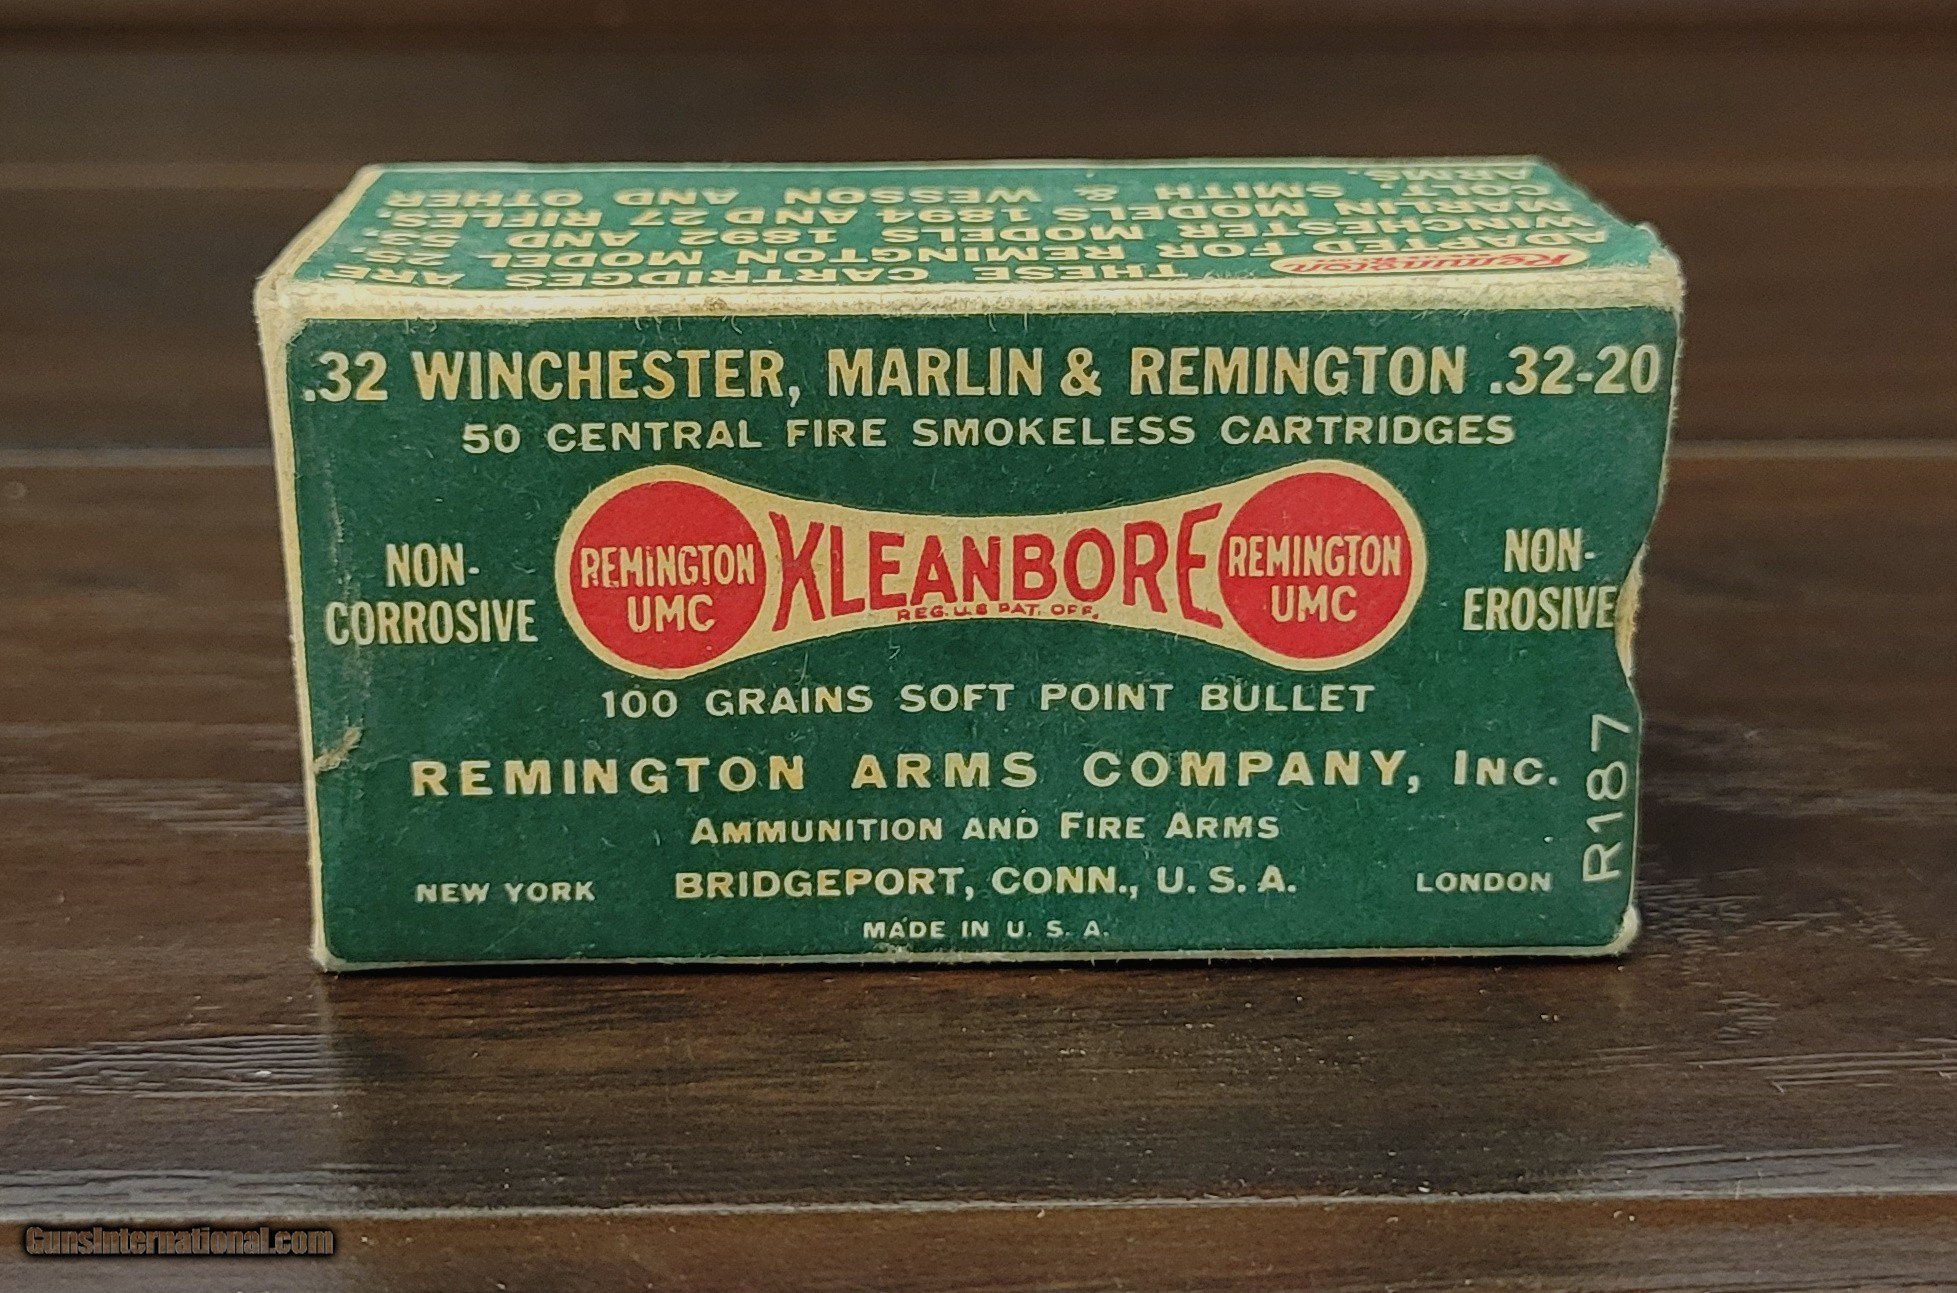 Remington
THESE CARTRIDGES ARE
ADAPTED FOR REMINGTON MODEL 25,
WINCHESTER MODELS 1892 AND 53,
MARLIN MODELS 1894 AND 27 RIFLES,
COLT, SMITH & WESSON AND OTHER
ARMS.
.32 WINCHESTER, MARLIN & REMINGTON .32-20
50 CENTRAL FIRE SMOKELESS CARTRIDGES
NON-
CORROSIVE
REMINGTON
UMC
KLEANBORE
REG. U.S PAT. OFF.
REMINGTON
UMC
NON-
EROSIVE
100 GRAINS SOFT POINT BULLET
REMINGTON ARMS COMPANY, INC.
AMMUNITION AND FIRE ARMS
NEW YORK BRIDGEPORT, CONN., U. S. A. LONDON
MADE IN U. S. A.
R187
GunsInternational.com